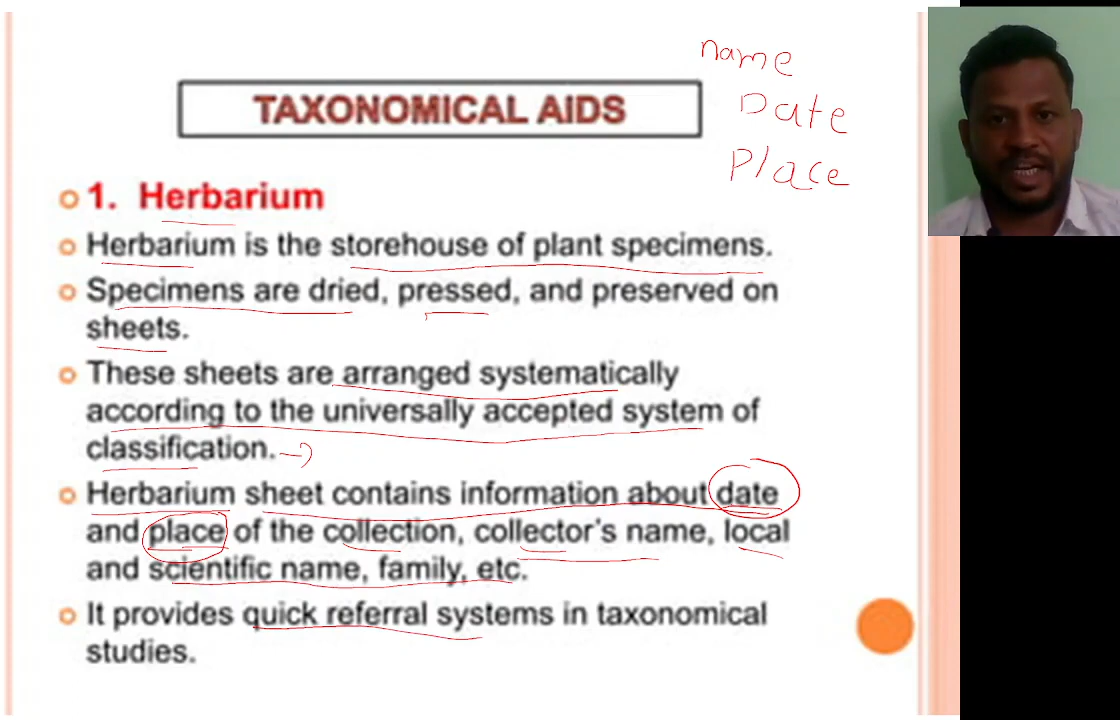 name
Date
Place
TAXONOMICAL AIDS
1. Herbarium
Herbarium is the storehouse of plant specimens.
Specimens are dried, pressed, and preserved on
sheets.
These sheets are arranged systematically
according to the universally accepted system of
classification.
Herbarium sheet contains information about date
and place of the collection, collector's name, local
and scientific name, family, etc.
It provides quick referral systems in taxonomical
studies.